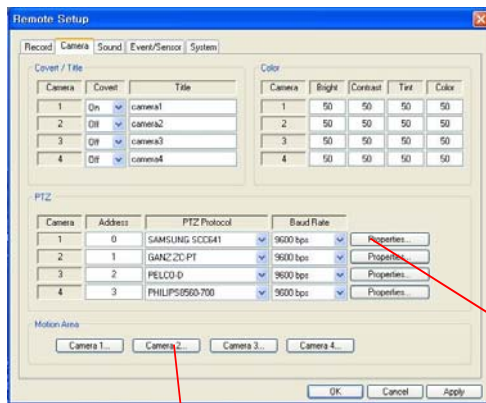 Remote Setup
Record Camera Sound Event/Sensor System
Covert / Title
Camera Covert Title
1 On camera1
2 Off camera2
3 Off camera3
4 Off camera4
Color
Camera Bright Contrast Tint Color
1 50 50 50 50
2 50 50 50 50
3 50 50 50 50
4 50 50 50 50
PTZ
Camera Address PTZ Protocol Baud Rate
1 0 SAMSUNG SCC641 9600 bps Properties...
2 1 GANZ ZC-PT 9600 bps Properties...
3 2 PELCO-D 9600 bps Properties...
4 3 PHILIPS8560-700 9600 bps Properties...
Motion Area
Camera 1... Camera 2... Camera 3... Camera 4...
OK Cancel Apply